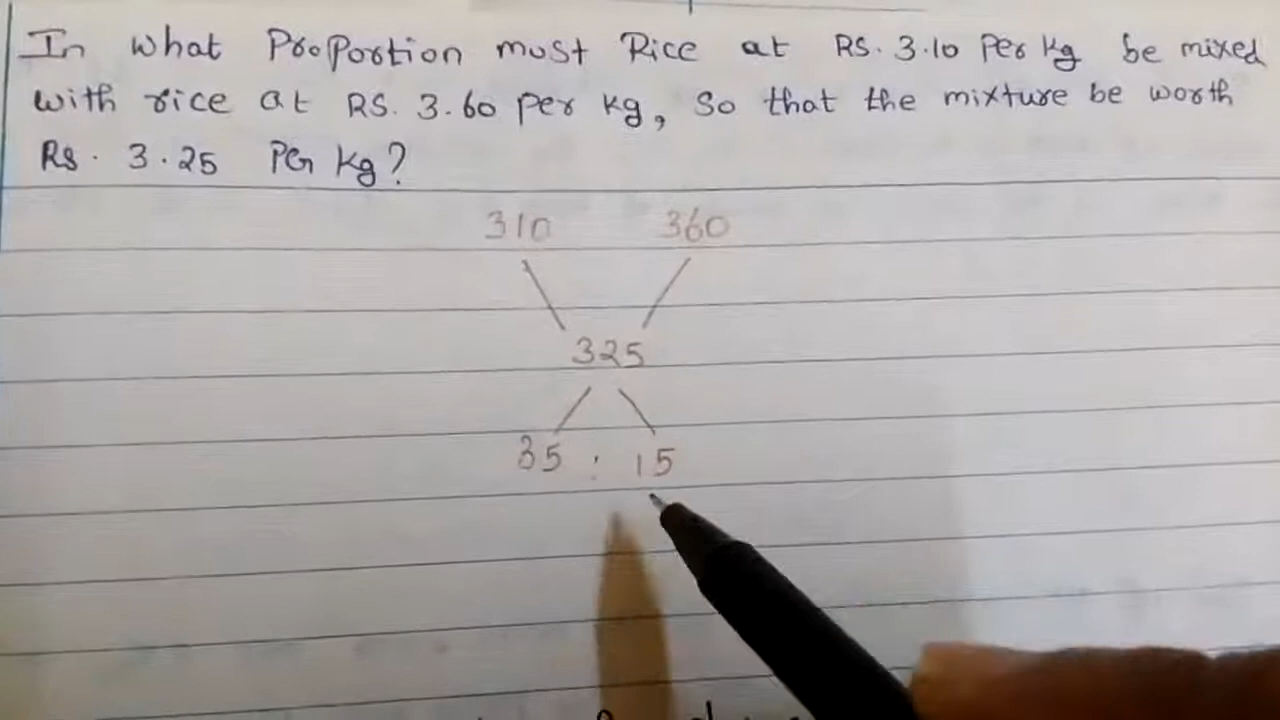 In what Proportion must Rice at RS. 3.10 Per kg be mixed
with rice at RS. 3.60 per kg, So that the mixture be worth
Rs. 3.25 Per kg?
310 360
325
35 : 15